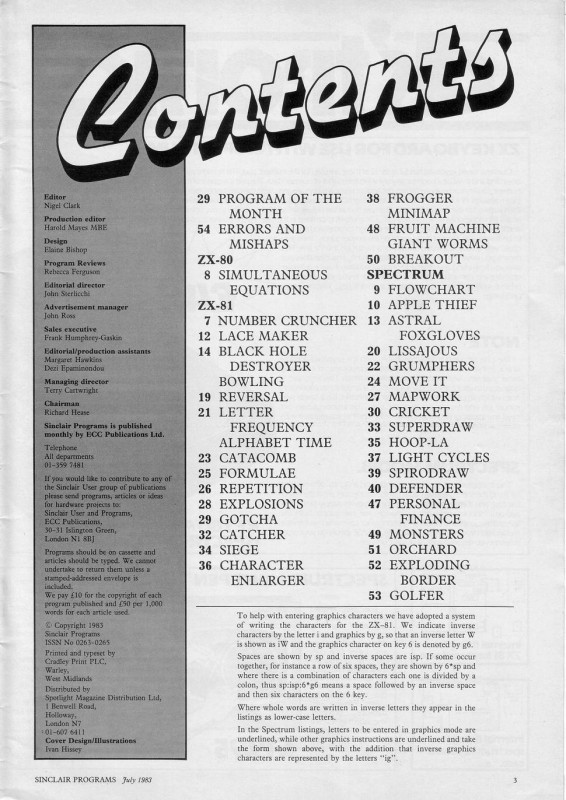 Contents
Editor
Nigel Clark
Production editor
Harold Mayes MBE
Design
Elaine Bishop
Program Reviews
Rebecca Ferguson
Editorial director
John Sterlicchi
Advertisement manager
John Ross
Sales executive
Frank Humphrey-Gaskin
Editorial/production assistants
Margaret Hawkins
Dezi Epaminondou
Managing director
Terry Cartwright
Chairman
Richard Hease
Sinclair Programs is published
monthly by ECC Publications Ltd.
Telephone
All departments
01-359 7481
If you would like to contribute to any of
the Sinclair User group of publications
please send programs, articles or ideas
for hardware projects to:
Sinclair User and Programs,
ECC Publications,
30-31 Islington Green,
London N1 8BJ
Programs should be on cassette and
articles should be typed. We cannot
undertake to return them unless a
stamped-addressed envelope is
included.
We pay £10 for the copyright of each
program published and £50 per 1,000
words for each article used.
© Copyright 1983
Sinclair Programs
ISSN No 0263-0265
Printed and typeset by
Cradley Print PLC,
Warley,
West Midlands
Distributed by
Spotlight Magazine Distribution Ltd,
1 Benwell Road,
Holloway,
London N7
01-607 6411
Cover Design/Illustrations
Ivan Hissey
29 PROGRAM OF THE
MONTH
54 ERRORS AND
MISHAPS
ZX-80
8 SIMULTANEOUS
EQUATIONS
ZX-81
7 NUMBER CRUNCHER
12 LACE MAKER
14 BLACK HOLE
DESTROYER
BOWLING
19 REVERSAL
21 LETTER
FREQUENCY
ALPHABET TIME
23 CATACOMB
25 FORMULAE
26 REPETITION
28 EXPLOSIONS
29 GOTCHA
32 CATCHER
34 SIEGE
36 CHARACTER
ENLARGER
38 FROGGER
MINIMAP
48 FRUIT MACHINE
GIANT WORMS
50 BREAKOUT
SPECTRUM
9 FLOWCHART
10 APPLE THIEF
13 ASTRAL
FOXGLOVES
20 LISSAJOUS
22 GRUMPHERS
24 MOVE IT
27 MAPWORK
30 CRICKET
33 SUPERDRAW
35 HOOP-LA
37 LIGHT CYCLES
39 SPIRODRAW
40 DEFENDER
47 PERSONAL
FINANCE
49 MONSTERS
51 ORCHARD
52 EXPLODING
BORDER
53 GOLFER
To help with entering graphics characters we have adopted a system
of writing the characters for the ZX-81. We indicate inverse
characters by the letter i and graphics by g, so that an inverse letter W
is shown as iW and the graphics character on key 6 is denoted by g6.
Spaces are shown by sp and inverse spaces are isp. If some occur
together, for instance a row of six spaces, they are shown by 6*sp and
where there is a combination of characters each one is divided by a
colon, thus sp:isp:6*g6 means a space followed by an inverse space
and then six characters on the 6 key.
Where whole words are written in inverse letters they appear in the
listings as lower-case letters.
In the Spectrum listings, letters to be entered in graphics mode are
underlined, while other graphics instructions are underlined and take
the form shown above, with the addition that inverse graphics
characters are represented by the letters "ig".
SINCLAIR PROGRAMS July 1983
3